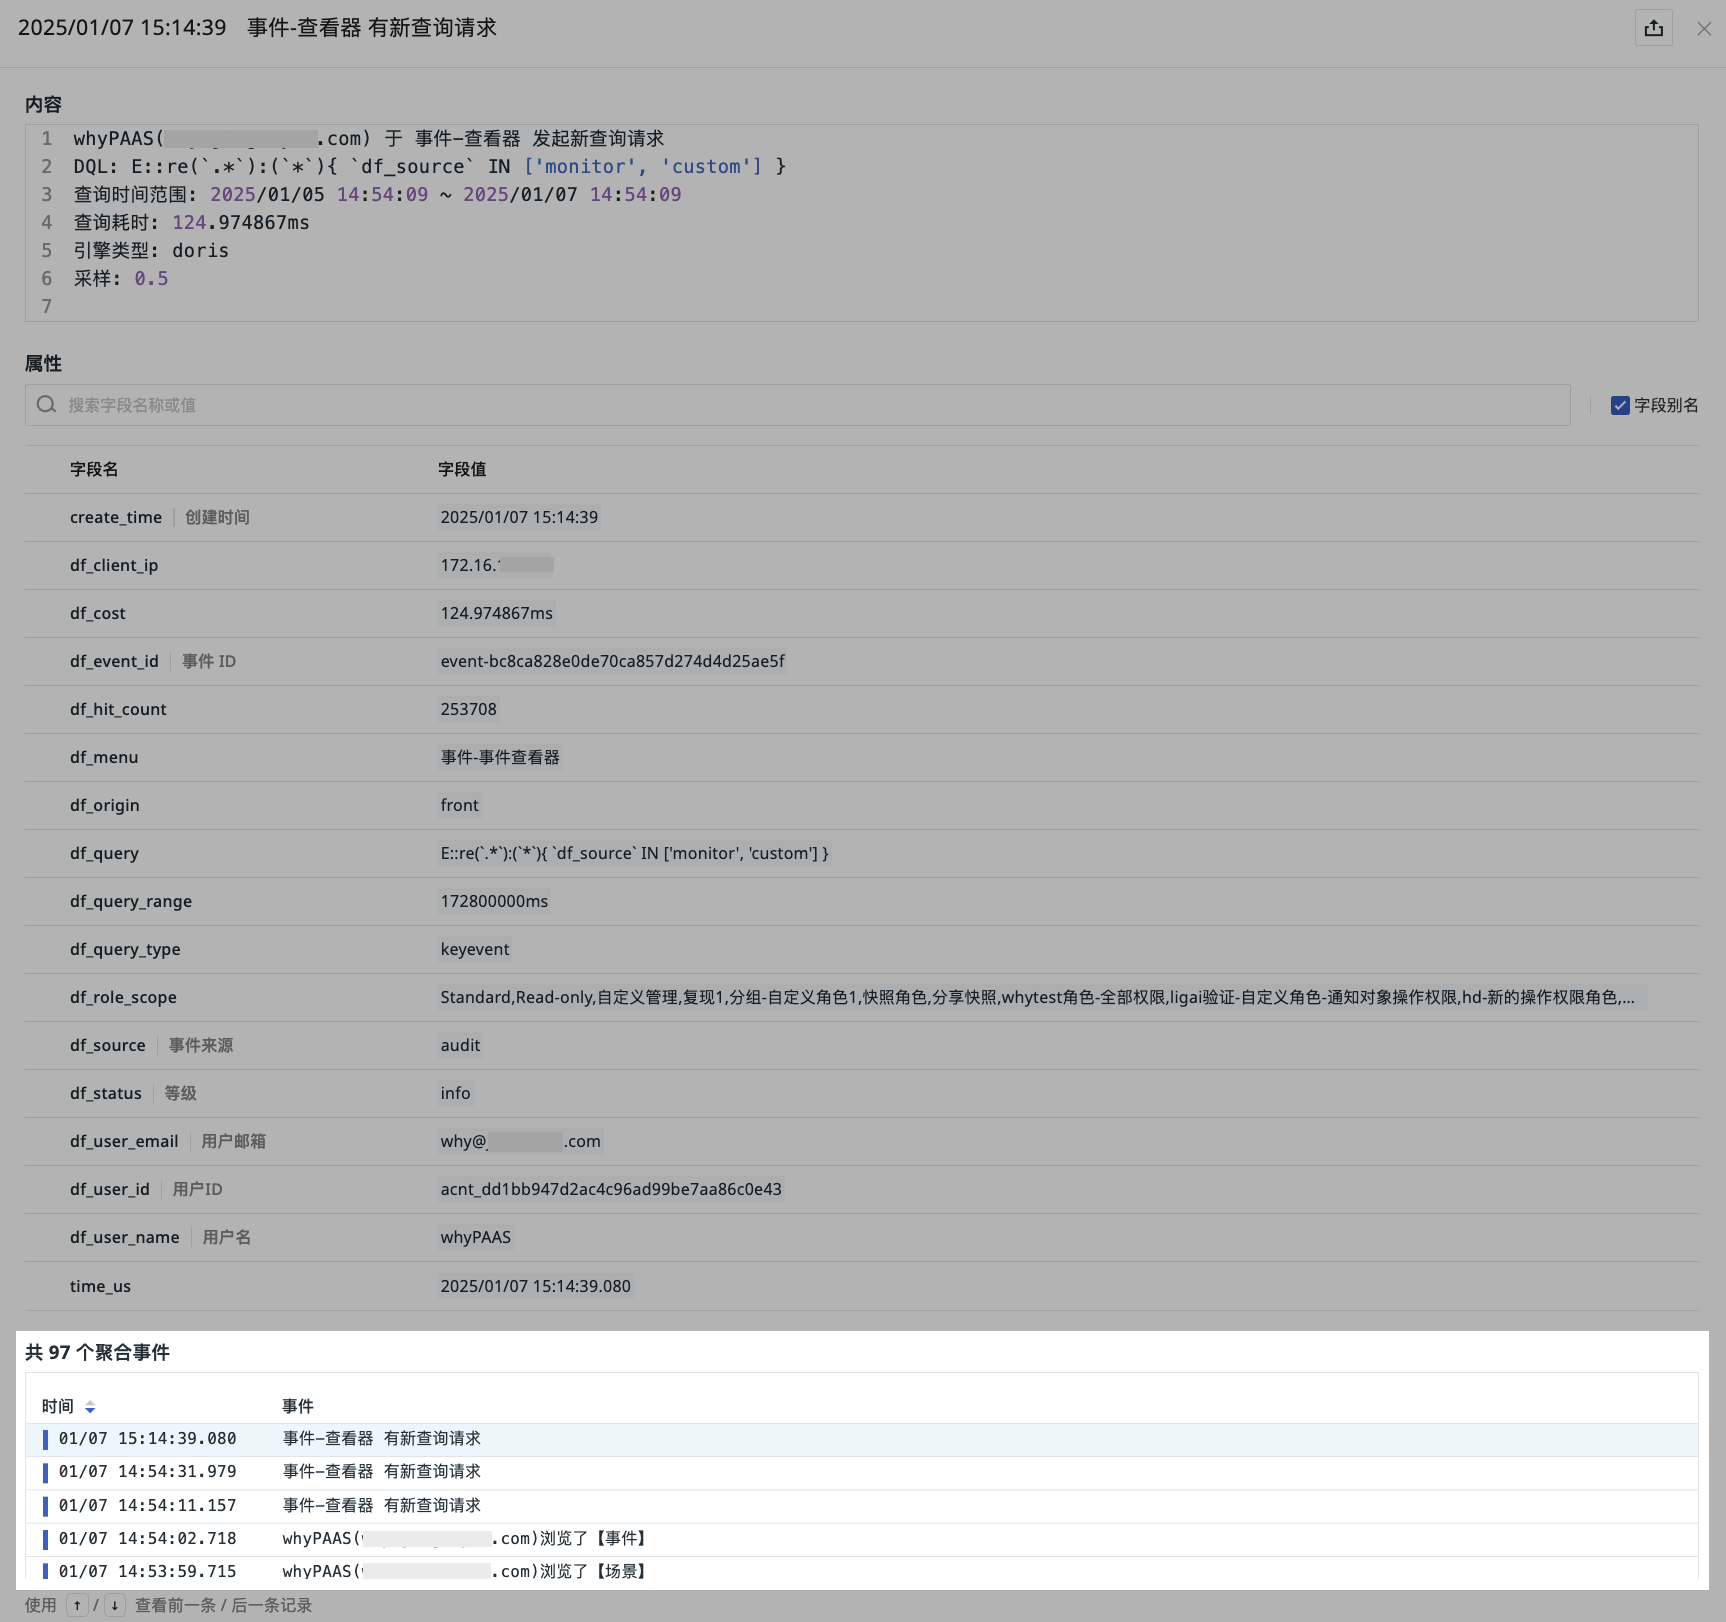 2025/01/07 15:14:39 事件-查看器 有新查询请求
内容
1 whyPAAS( .com) 于 事件-查看器 发起新查询请求
2 DQL: E::re(`.*`):(`*`){ `df_source` IN ['monitor', 'custom'] }
3 查询时间范围: 2025/01/05 14:54:09 ~ 2025/01/07 14:54:09
4 查询耗时: 124.974867ms
5 引擎类型: doris
6 采样: 0.5
7
属性
搜索字段名称或值 字段别名
字段名 字段值
create_time 创建时间 2025/01/07 15:14:39
df_client_ip 172.16.
df_cost 124.974867ms
df_event_id 事件 ID event-bc8ca828e0de70ca857d274d4d25ae5f
df_hit_count 253708
df_menu 事件-事件查看器
df_origin front
df_query E::re(`.*`):(`*`){ `df_source` IN ['monitor', 'custom'] }
df_query_range 172800000ms
df_query_type keyevent
df_role_scope Standard,Read-only,自定义管理,复现1,分组-自定义角色1,快照角色,分享快照,whytest角色-全部权限,ligai验证-自定义角色-通知对象操作权限,hd-新的操作权限角色,...
df_source 事件来源 audit
df_status 等级 info
df_user_email 用户邮箱 why@ .com
df_user_id 用户ID acnt_dd1bb947d2ac4c96ad99be7aa86c0e43
df_user_name 用户名 whyPAAS
time_us 2025/01/07 15:14:39.080
共 97 个聚合事件
时间 事件
01/07 15:14:39.080 事件-查看器 有新查询请求
01/07 14:54:31.979 事件-查看器 有新查询请求
01/07 14:54:11.157 事件-查看器 有新查询请求
01/07 14:54:02.718 whyPAAS( .com)浏览了【事件】
01/07 14:53:59.715 whyPAAS( .com)浏览了【场景】
使用 ↑ / ↓ 查看前一条 / 后一条记录